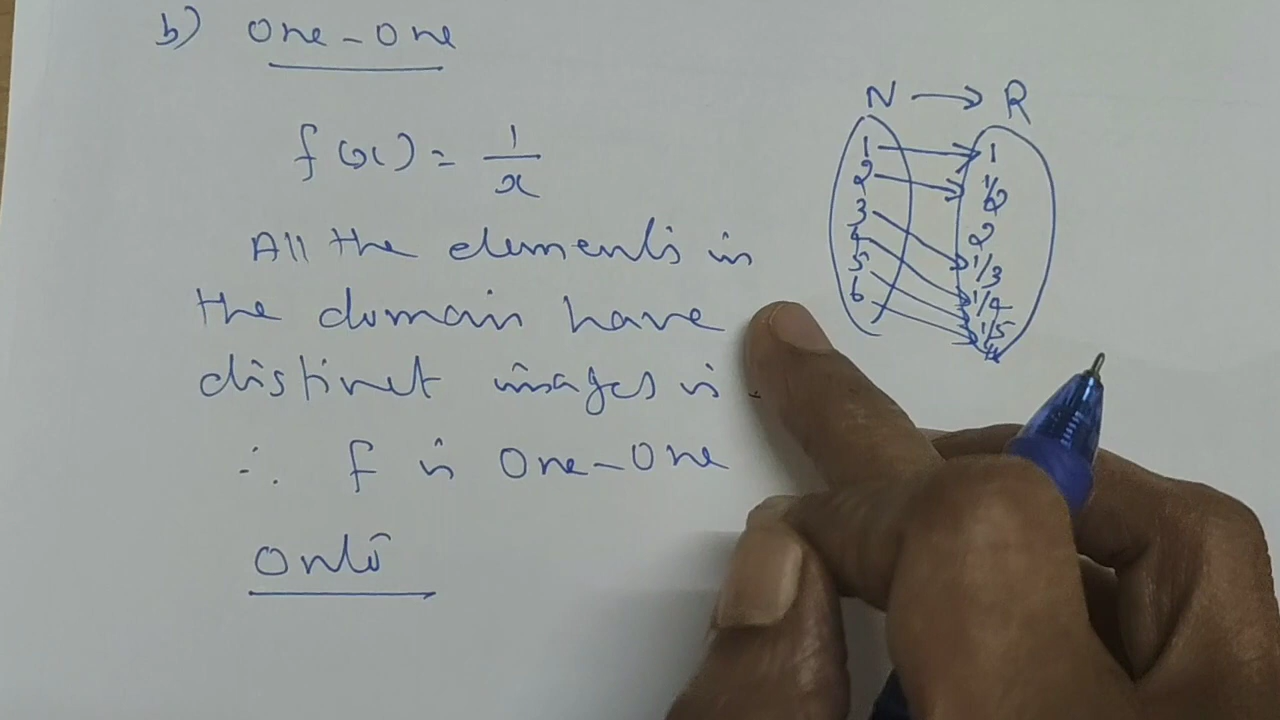 b) One-One
f(x) = 1/x
All the elements in
the domain have
distinct images is
∴ f is One-One
Onto
N → R
1 1
2 1/2
3 2
4 1/3
5 1/4
6 1/5